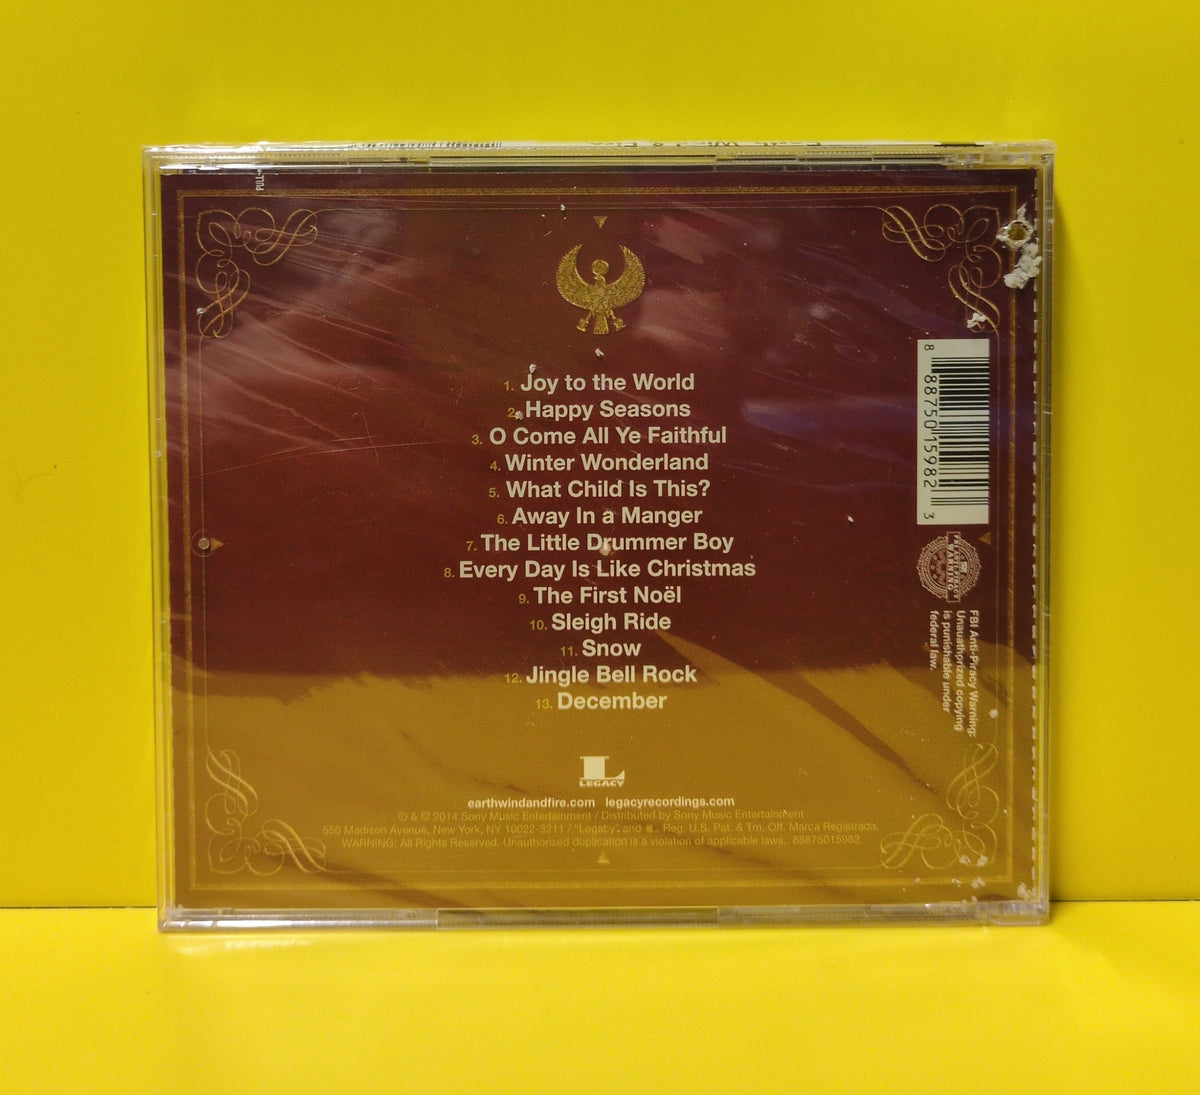 PULL
1. Joy to the World
2. Happy Seasons
3. O Come All Ye Faithful
4. Winter Wonderland
5. What Child Is This?
6. Away In a Manger
7. The Little Drummer Boy
8. Every Day Is Like Christmas
9. The First Noël
10. Sleigh Ride
11. Snow
12. Jingle Bell Rock
13. December
L
LEGACY
earthwindandfire.com legacyrecordings.com
℗ & © 2014 Sony Music Entertainment / Distributed by Sony Music Entertainment
550 Madison Avenue, New York, NY 10022-3211 / "Legacy" and Reg. U.S. Pat. & Tm. Off. Marca Registrada.
WARNING: All Rights Reserved. Unauthorized duplication is a violation of applicable laws. 88875015982
8 88750 15982 3
WARNING
FBI Anti-Piracy Warning:
Unauthorized copying
is punishable under
federal law.